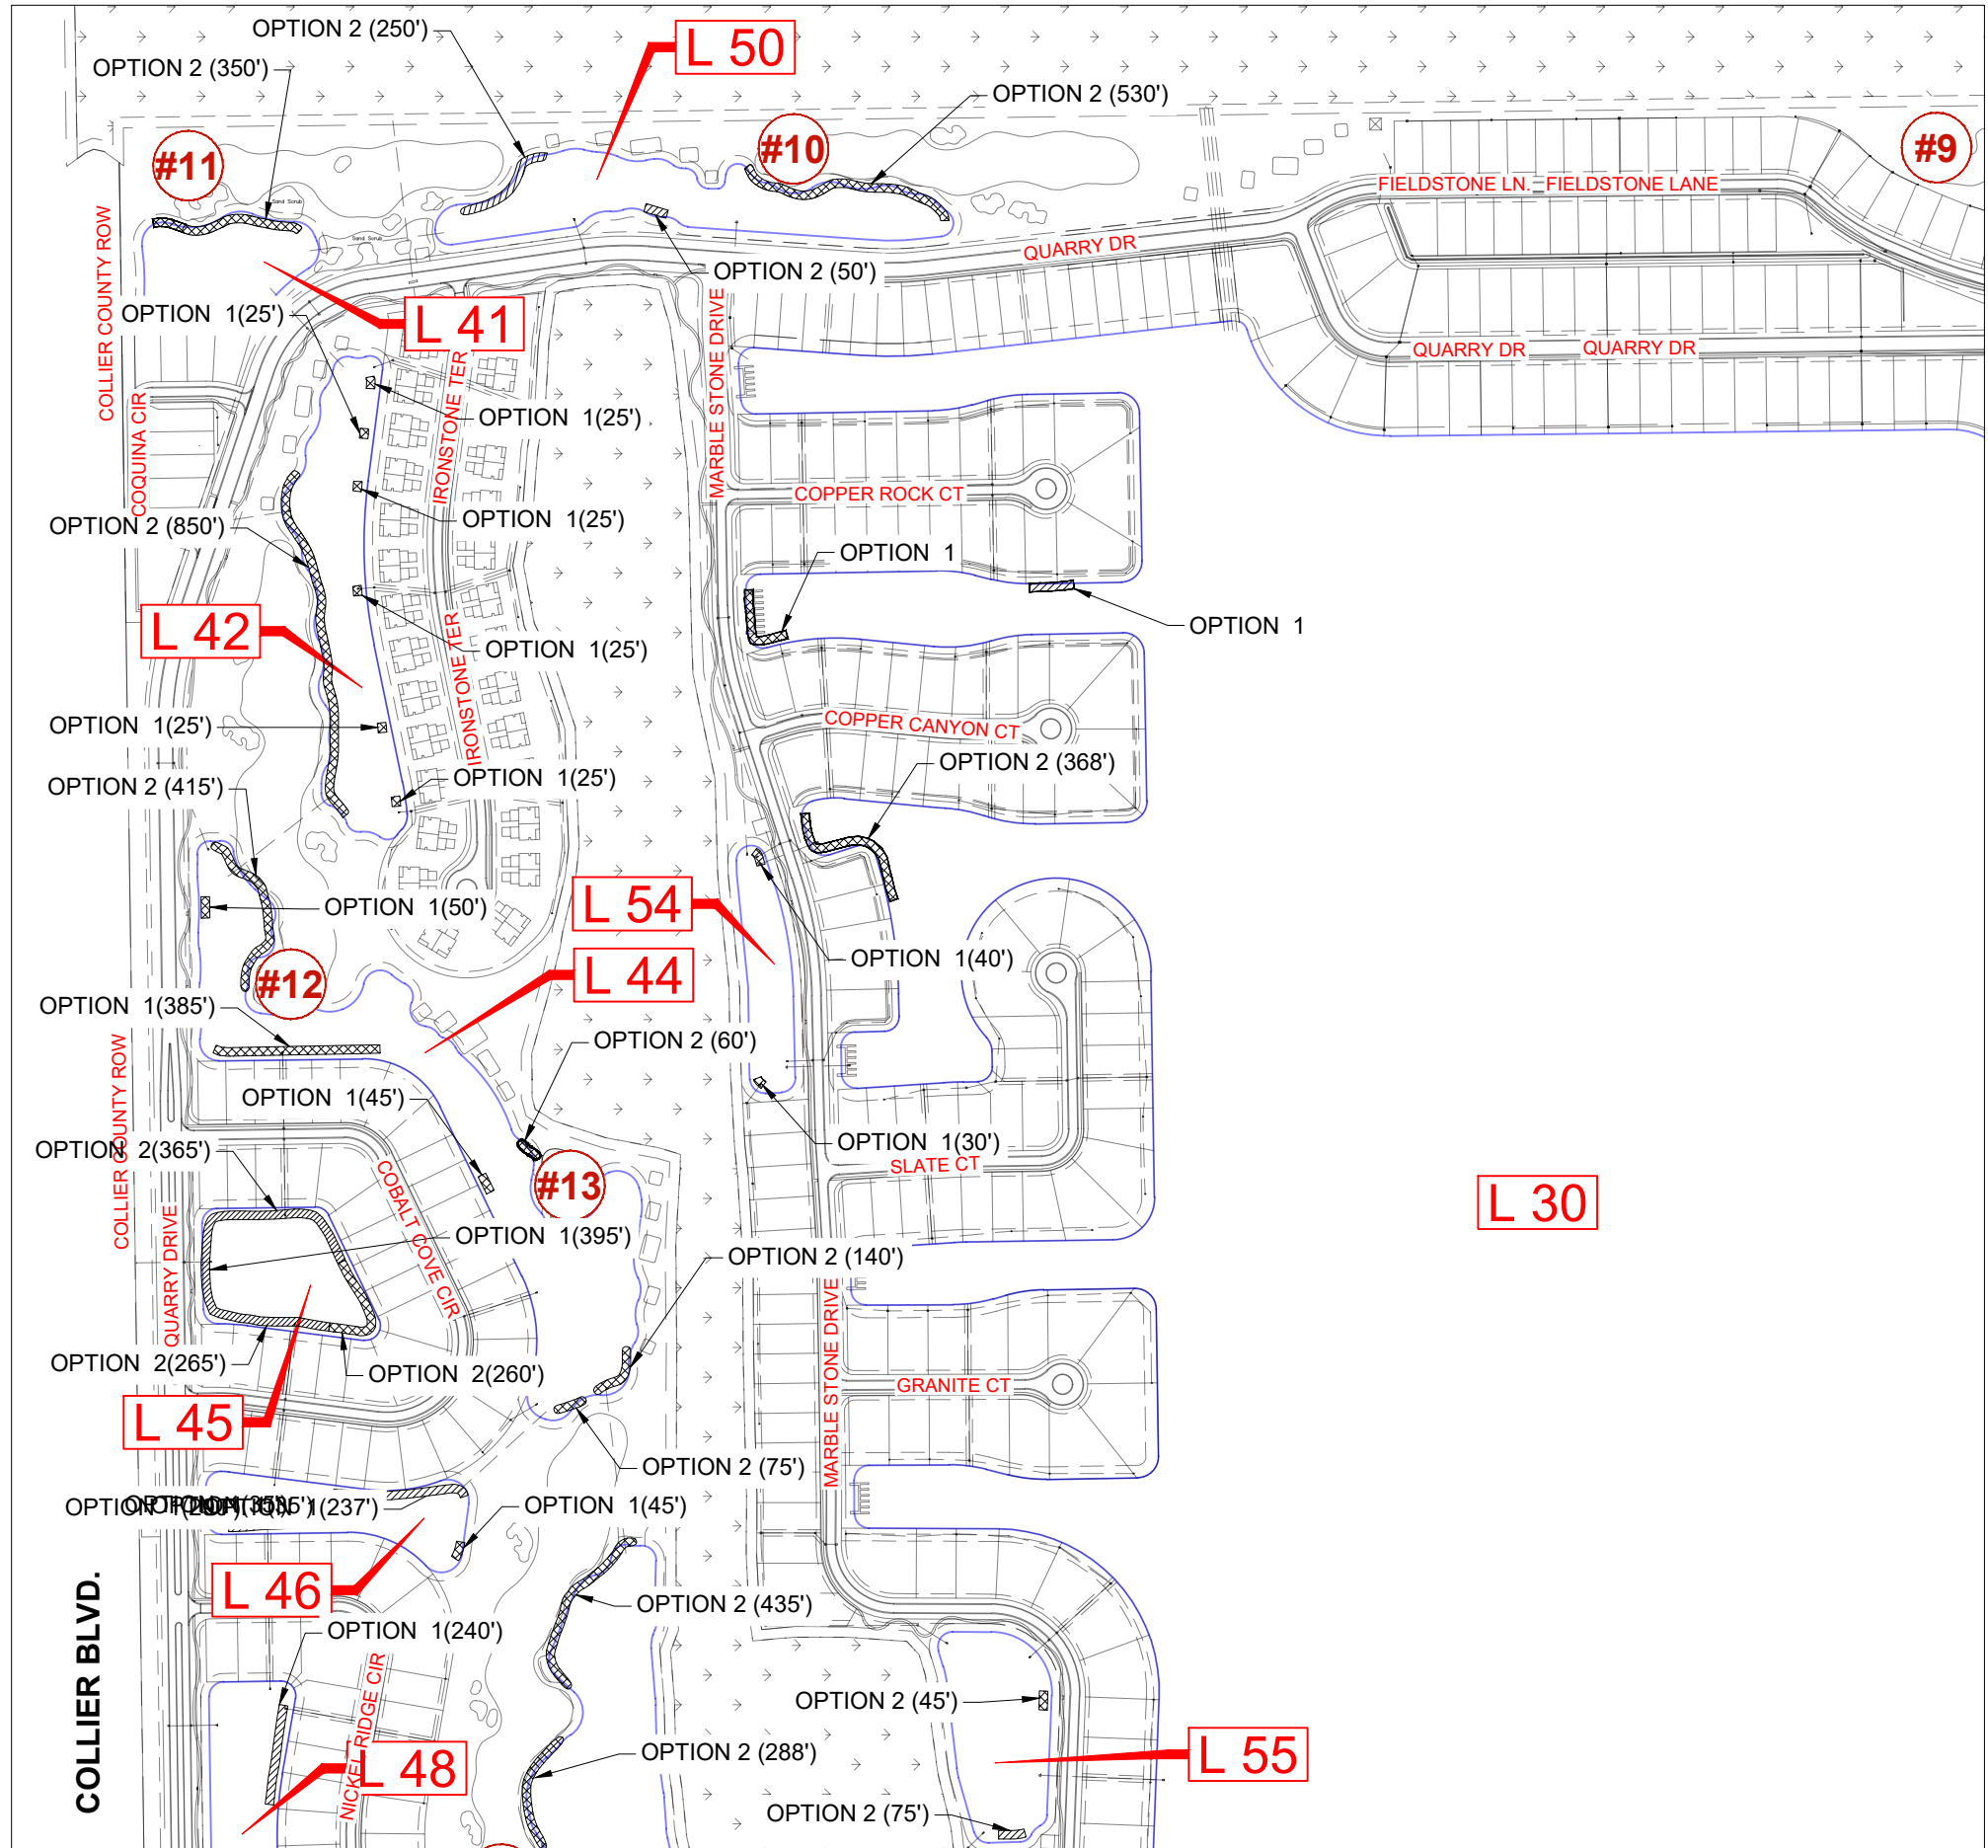 OPTION 2 (250')
L 50
OPTION 2 (350')
OPTION 2 (530')
#11
#10
#9
FIELDSTONE LN.
FIELDSTONE LANE
Sand Scrub
Sand Scrub
QUARRY DR
OPTION 2 (50')
COLLIER COUNTY ROW
OPTION 1(25')
L 41
MARBLE STONE DRIVE
QUARRY DR
QUARRY DR
COQUINA CIR
IRONSTONE TER
OPTION 1(25')
COPPER ROCK CT
OPTION 2 (850')
OPTION 1(25')
OPTION 1
L 42
OPTION 1
OPTION 1(25')
IRONSTONE TER
OPTION 1(25')
COPPER CANYON CT
OPTION 2 (415')
OPTION 1(25')
OPTION 2 (368')
OPTION 1(50')
L 54
OPTION 1(40')
L 44
#12
OPTION 1(385')
OPTION 2 (60')
COLLIER COUNTY ROW
OPTION 1(45')
OPTION 2(365')
OPTION 1(30')
SLATE CT
COBALT COVE CIR
#13
L 30
QUARRY DRIVE
OPTION 1(395')
OPTION 2 (140')
MARBLE STONE DRIVE
OPTION 2(265')
OPTION 2(260')
GRANITE CT
L 45
OPTION 2 (75')
1(237')
OPTION 1(45')
L 46
OPTION 2 (435')
COLLIER BLVD.
OPTION 1(240')
NICKEL RIDGE CIR
OPTION 2 (45')
L 48
OPTION 2 (288')
L 55
OPTION 2 (75')